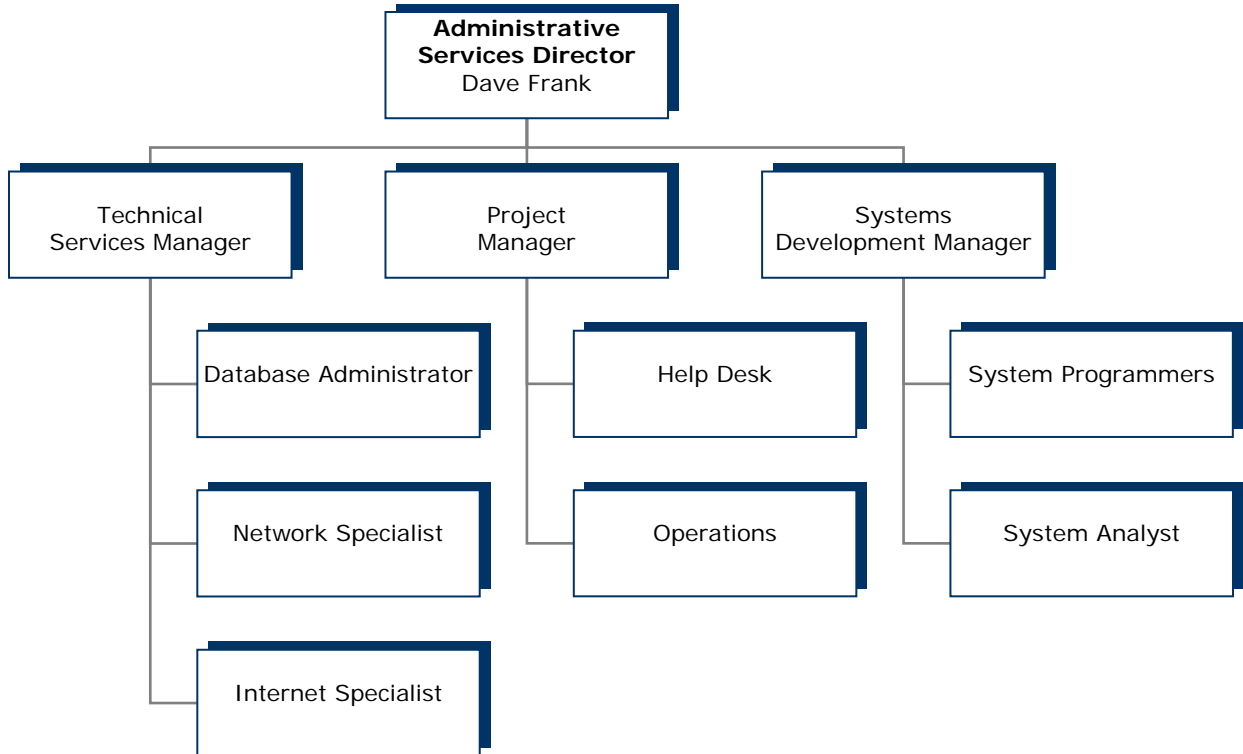 Administrative
Services Director
Dave Frank
Technical
Services Manager
Project
Manager
Systems
Development Manager
Database Administrator
Help Desk
System Programmers
Network Specialist
Operations
System Analyst
Internet Specialist